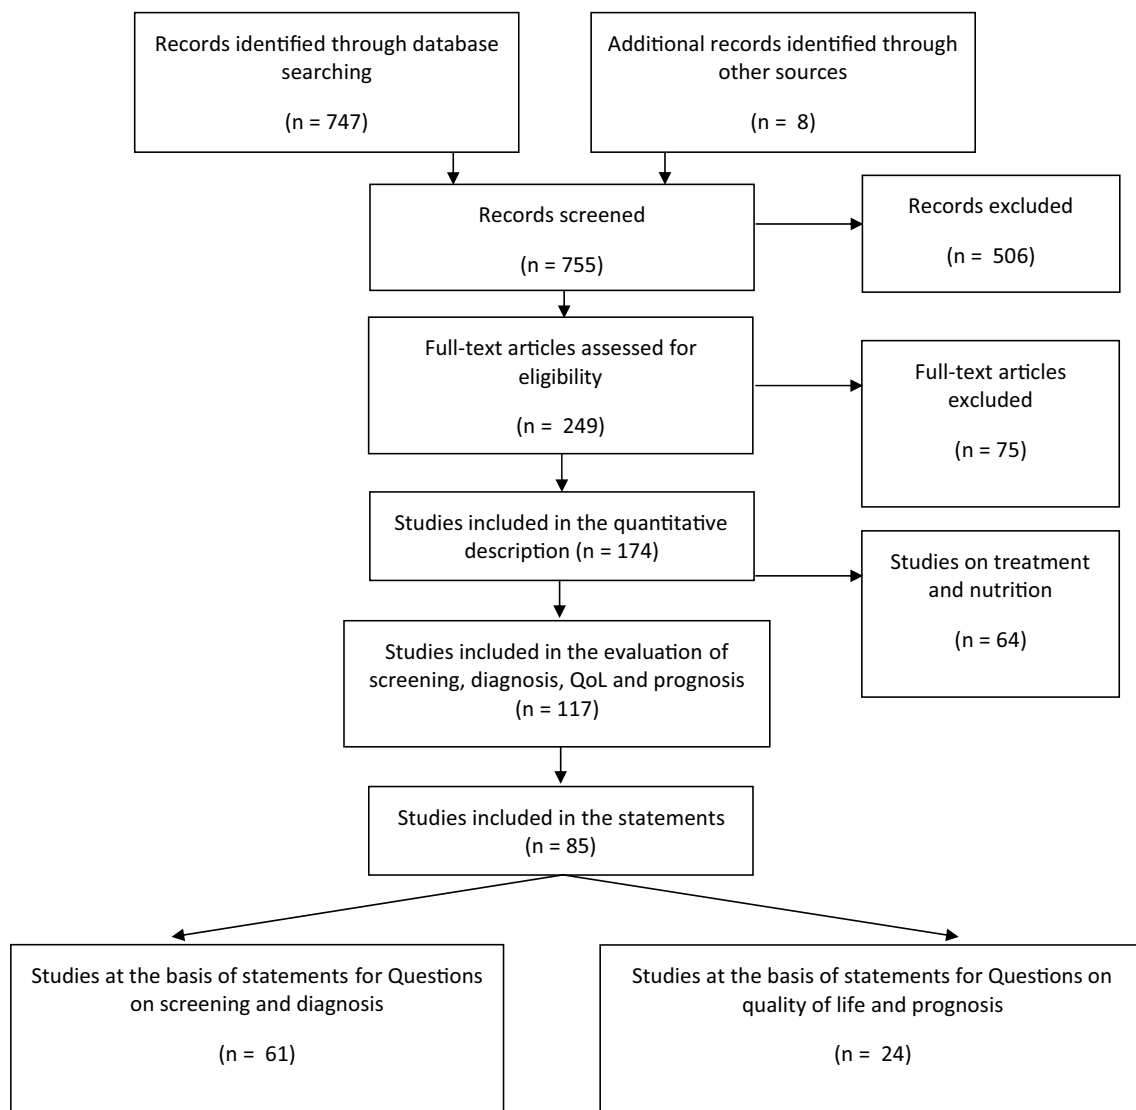 Records identified through database
searching
(n = 747)
Additional records identified through
other sources
(n =  8)
Records screened
(n = 755)
Records excluded
(n =  506)
Full-text articles assessed for
eligibility
(n =  249)
Full-text articles
excluded
(n = 75)
Studies included in the quantitative
description (n = 174)
Studies on treatment
and nutrition
(n = 64)
Studies included in the evaluation of
screening, diagnosis, QoL and prognosis
(n = 117)
Studies included in the statements
(n = 85)
Studies at the basis of statements for Questions
on screening and diagnosis
(n =  61)
Studies at the basis of statements for Questions on
quality of life and prognosis
(n =  24)